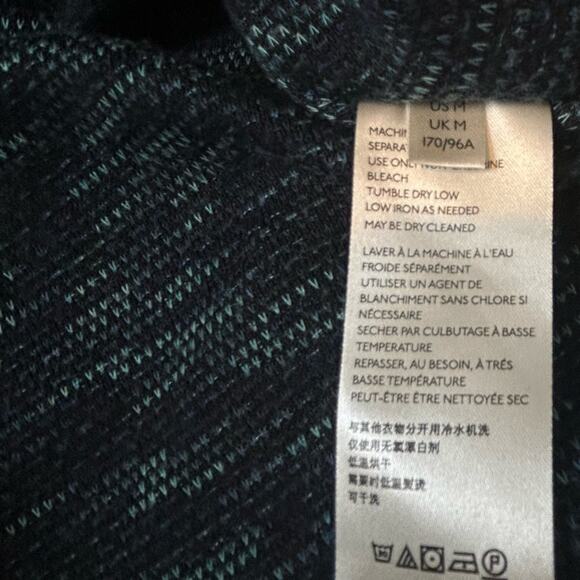 US M
UK M
170/96A
USE ONLY
BLEACH
TUMBLE DRY LOW
LOW IRON AS NEEDED
MAY BE DRY CLEANED
LAVER À LA MACHINE À L'EAU
FROIDE SÉPARÉMENT
UTILISER UN AGENT DE
BLANCHIMENT SANS CHLORE SI
NÉCESSAIRE
SECHER PAR CULBUTAGE À BASSE
TEMPERATURE
REPASSER, AU BESOIN, À TRÉS
BASSE TEMPÉRATURE
PEUT-ÊTRE ÊTRE NETTOYÉE SEC
与其他衣物分开用冷水机洗
仅使用无氯漂白剂
低温烘干
需要时低温熨烫
可干洗
P